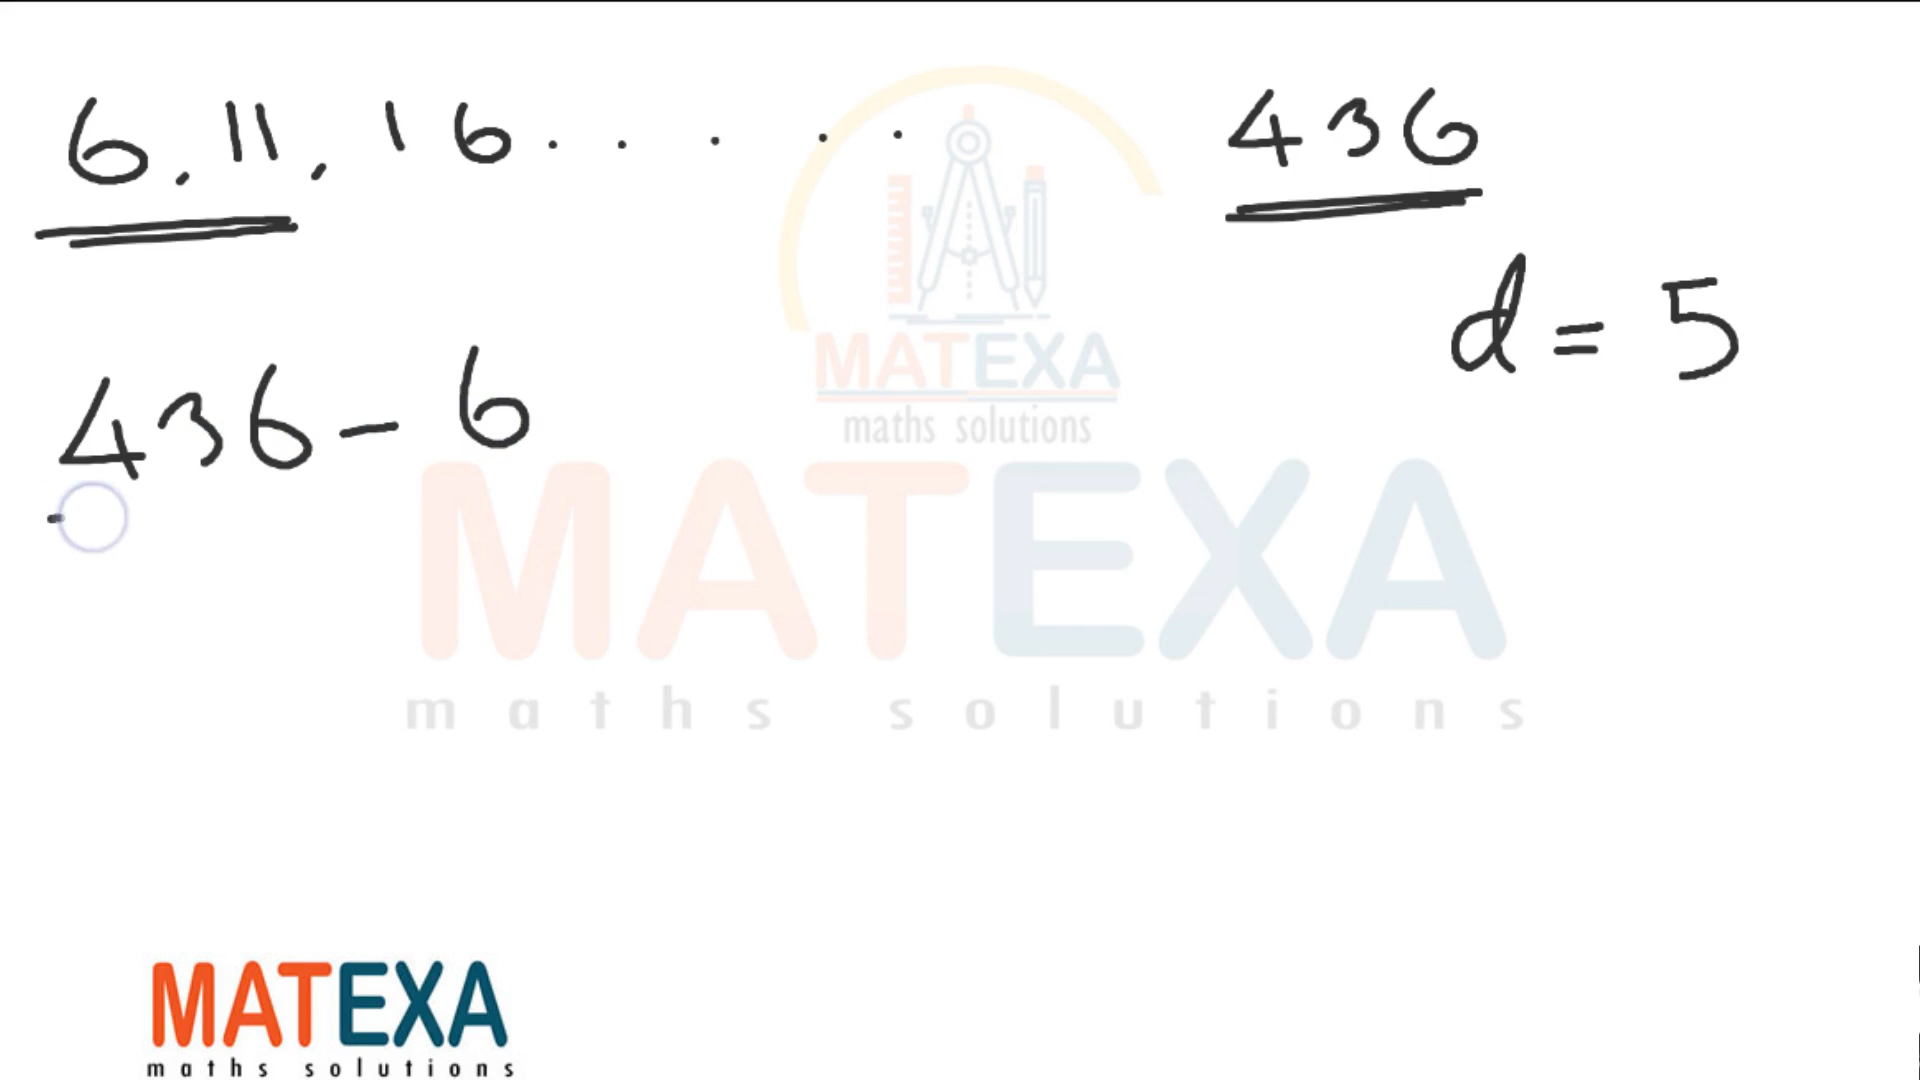 6, 11, 16 . . . . . 436
d = 5
436 - 6
-
MATEXA
maths solutions
MATEXA
maths solutions
MATEXA
maths solutions